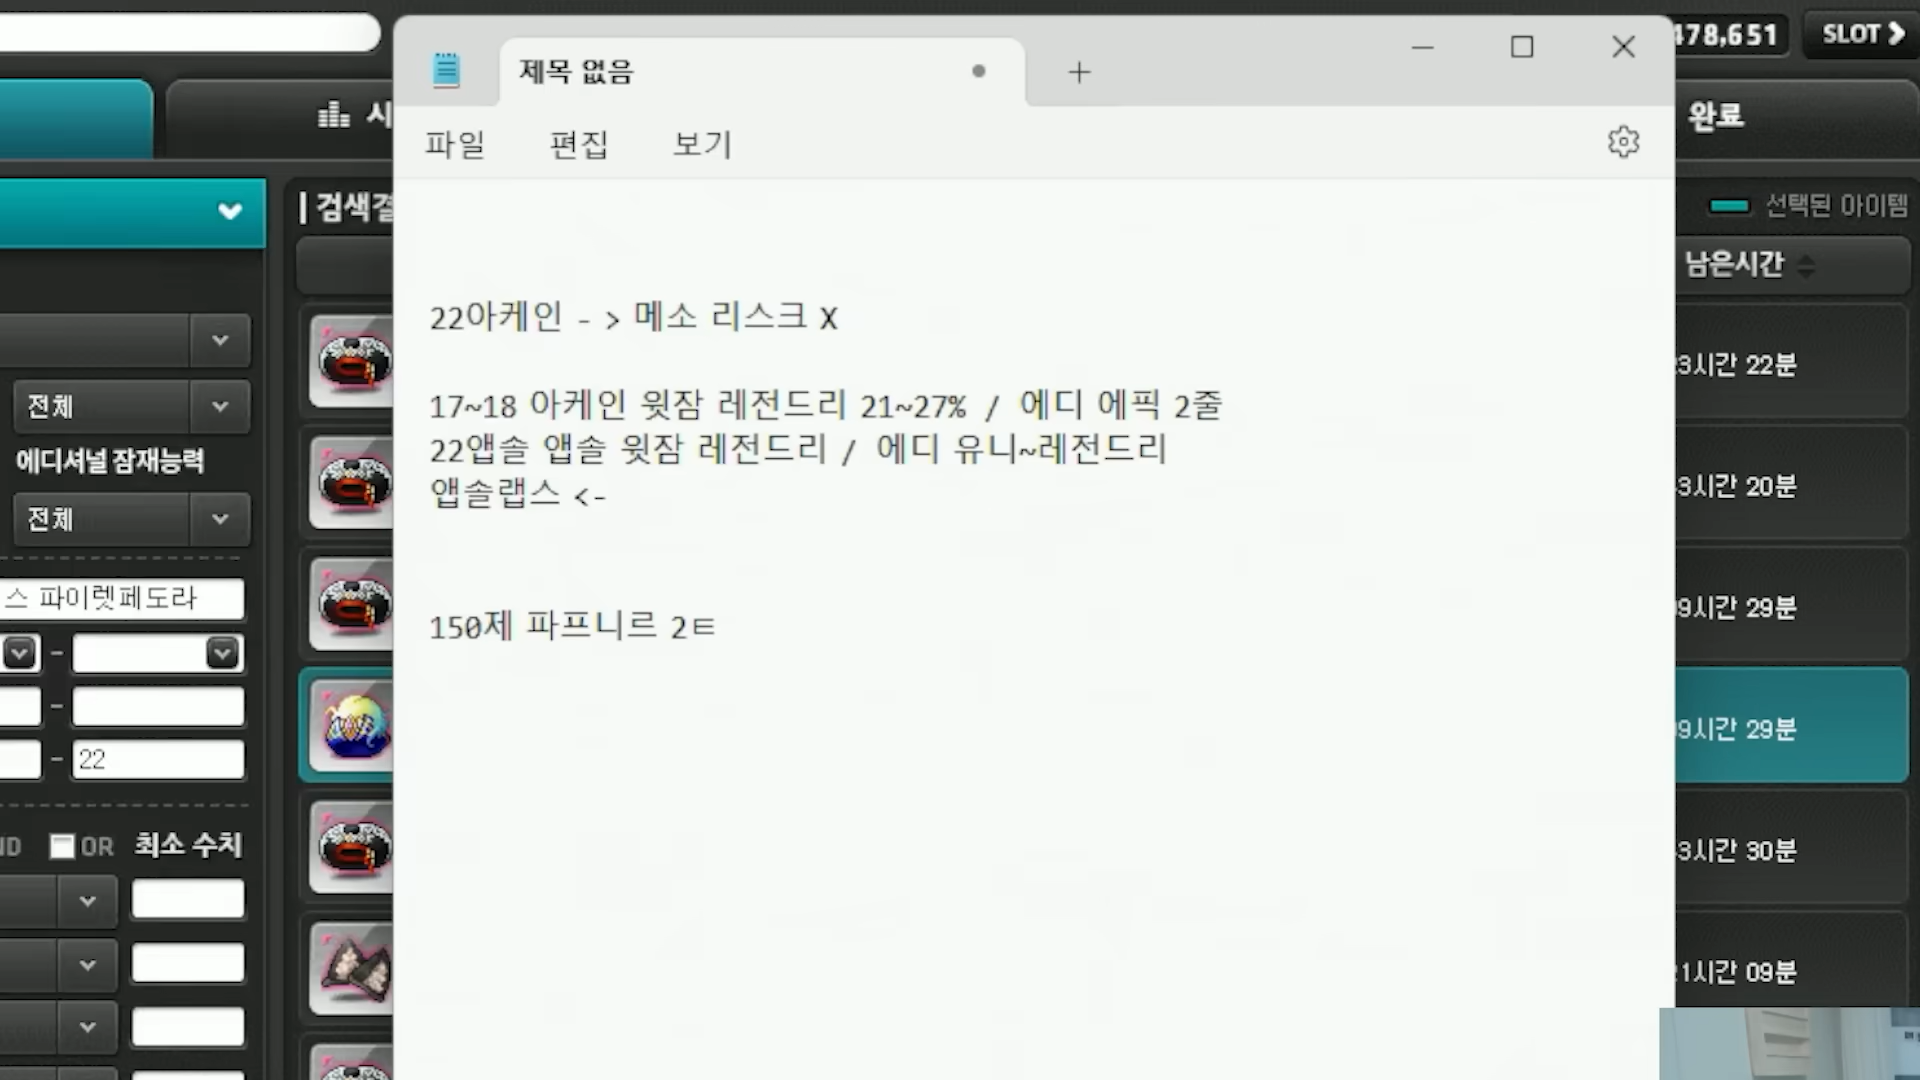 478,651
SLOT
제목 없음
시
완료
파일 편집 보기
검색결
선택된 아이템
남은시간
22아케인 - > 메소 리스크 X
3시간 22분
전체
17~18 아케인 윗잠 레전드리 21~27% / 에디 에픽 2줄
22앱솔 앱솔 윗잠 레전드리 / 에디 유니~레전드리
에디셔널 잠재능력
앱솔랩스 <-
3시간 20분
전체
스 파이렛페도라
9시간 29분
150제 파프니르 2ㅌ
-
-
9시간 29분
- 22
ND OR 최소 수치
3시간 30분
1시간 09분